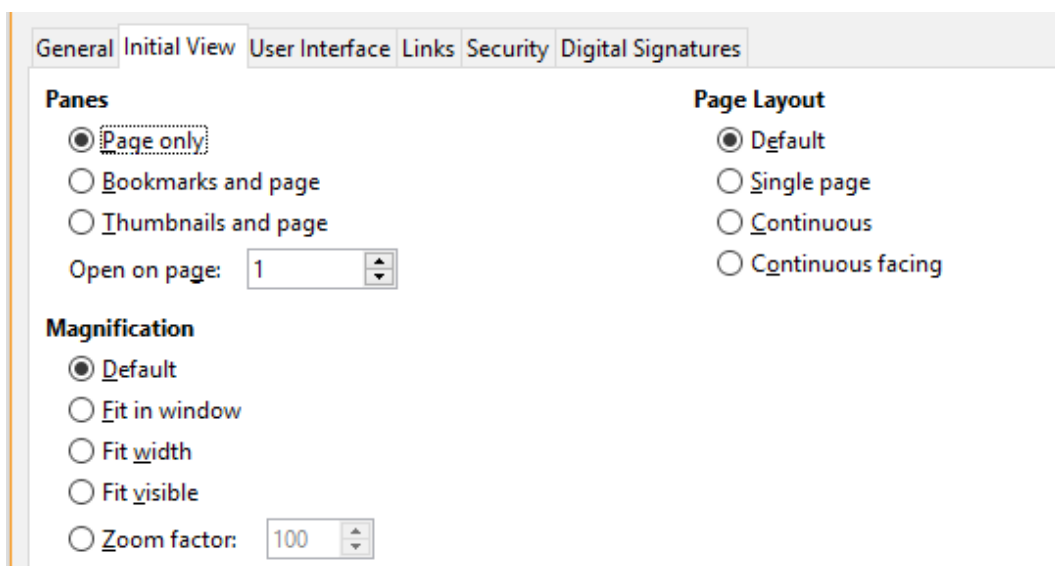 General Initial View User Interface Links Security Digital Signatures
Panes
Page only
Bookmarks and page
Thumbnails and page
Open on page: 1
Page Layout
Default
Single page
Continuous
Continuous facing
Magnification
Default
Fit in window
Fit width
Fit visible
Zoom factor: 100